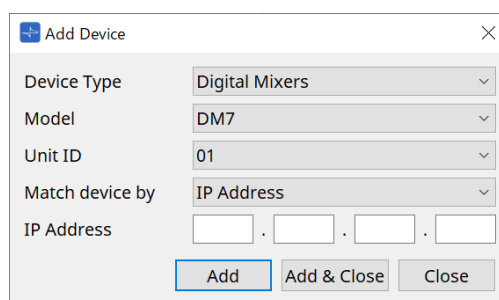 Add Device
Device Type Digital Mixers
Model DM7
Unit ID 01
Match device by IP Address
IP Address . . .
Add Add & Close Close